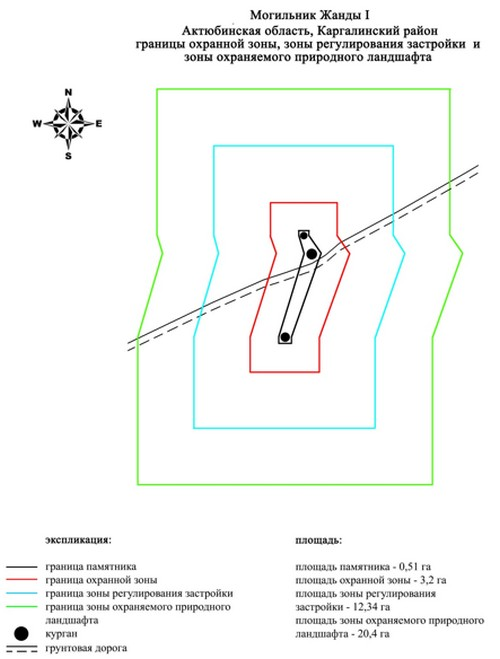 Могильник Жанды I
Актюбинская область, Каргалинский район
границы охранной зоны, зоны регулирования застройки и
зоны охраняемого природного ландшафта
N
W E
S
экспликация:
граница памятника
граница охранной зоны
граница зоны регулирования застройки
граница зоны охраняемого природного
ландшафта
курган
грунтовая дорога
площадь:
площадь памятника - 0,51 га
площадь охранной зоны - 3,2 га
площадь зоны регулирования
застройки - 12,34 га
площадь зоны охраняемого природного
ландшафта - 20,4 га